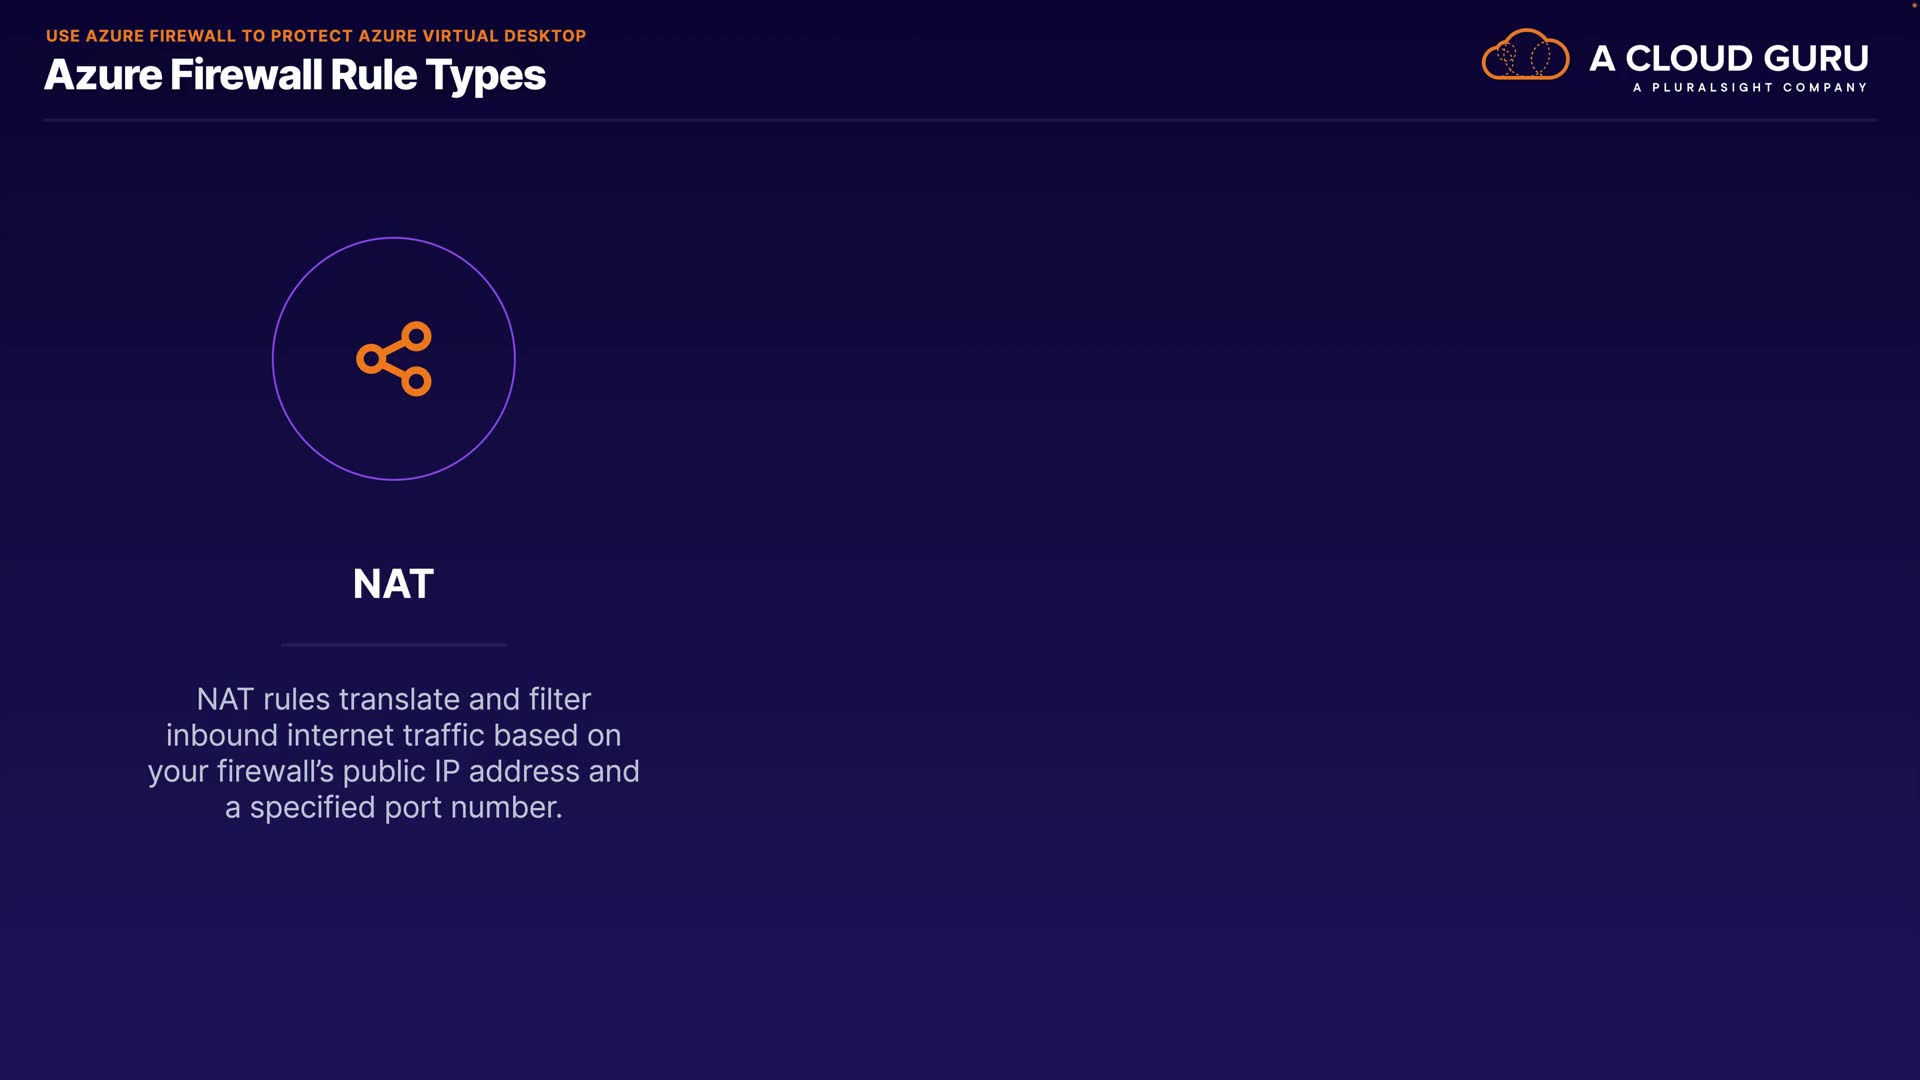 USE AZURE FIREWALL TO PROTECT AZURE VIRTUAL DESKTOP
Azure Firewall Rule Types
A CLOUD GURU
A PLURALSIGHT COMPANY
NAT
NAT rules translate and filter
inbound internet traffic based on
your firewall’s public IP address and
a specified port number.